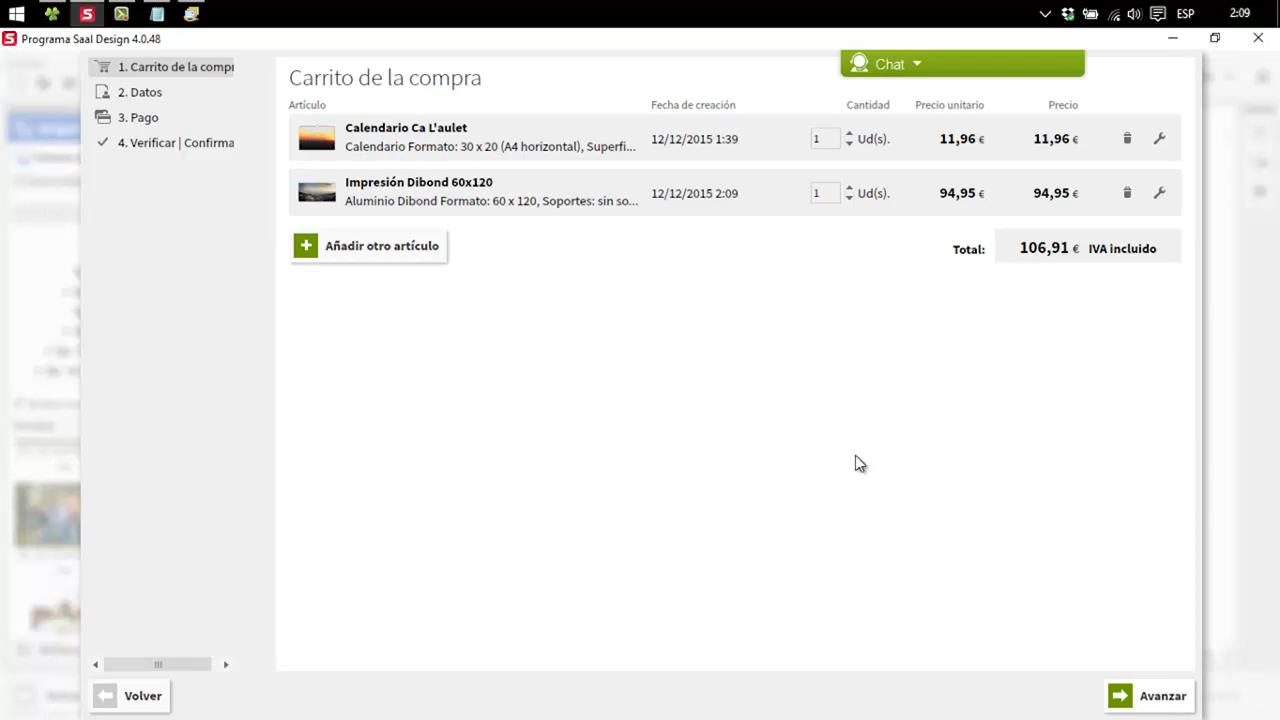 ESP
2:09
Programa Saal Design 4.0.48
1. Carrito de la compr
2. Datos
3. Pago
4. Verificar | Confirma
Carrito de la compra
Chat
Artículo Fecha de creación Cantidad Precio unitario Precio
Calendario Ca L'aulet
Calendario Formato: 30 x 20 (A4 horizontal), Superfi...
12/12/2015 1:39 1 Ud(s). 11,96 € 11,96 €
Impresión Dibond 60x120
Aluminio Dibond Formato: 60 x 120, Soportes: sin so...
12/12/2015 2:09 1 Ud(s). 94,95 € 94,95 €
Añadir otro artículo
Total: 106,91 € IVA incluido
Volver
Avanzar